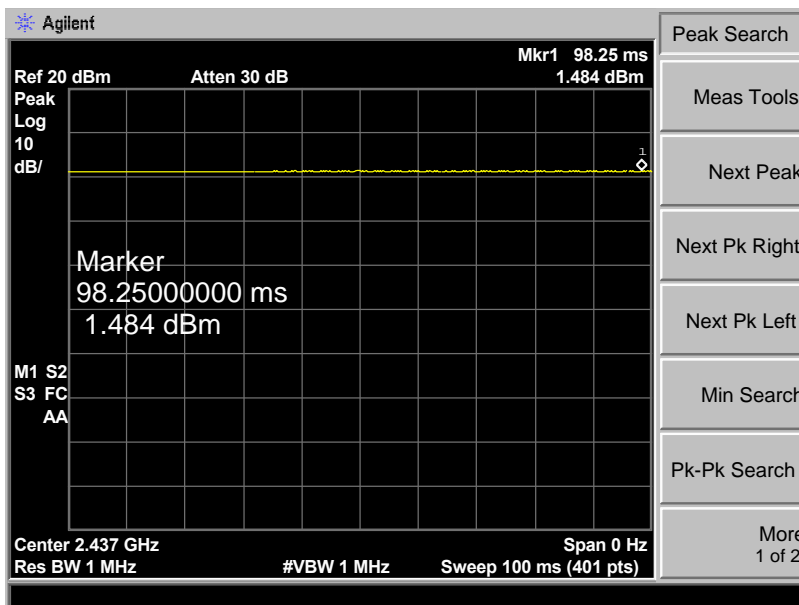 Agilent
Peak Search
Mkr1 98.25 ms
Ref 20 dBm Atten 30 dB 1.484 dBm
Peak
Log
10
dB/
1
Marker
98.25000000 ms
1.484 dBm
M1 S2
S3 FC
AA
Center 2.437 GHz Span 0 Hz
Res BW 1 MHz #VBW 1 MHz Sweep 100 ms (401 pts)
Meas Tools
Next Peak
Next Pk Right
Next Pk Left
Min Search
Pk-Pk Search
More
1 of 2